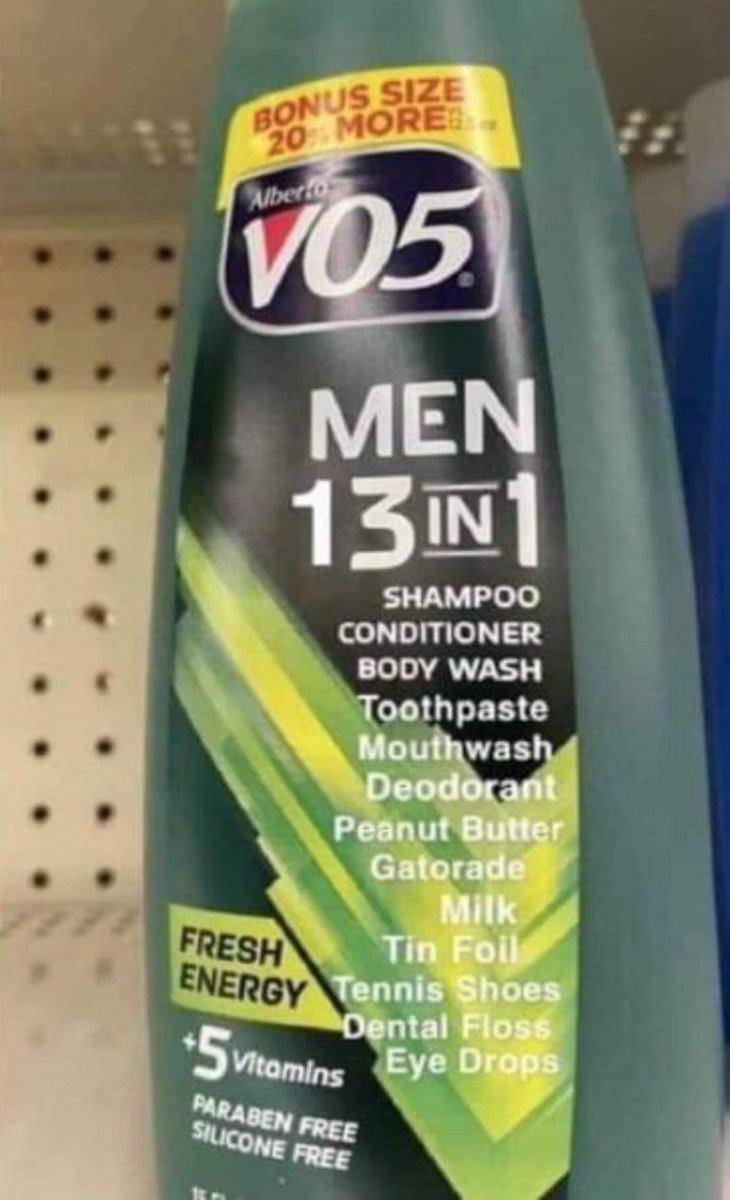 BONUS SIZE
20% MORE
Alberto
VO5
MEN
13 IN 1
SHAMPOO
CONDITIONER
BODY WASH
Toothpaste
Mouthwash
Deodorant
Peanut Butter
Gatorade
Milk
Tin Foil
Tennis Shoes
Dental Floss
Eye Drops
FRESH
ENERGY
+5 Vitamins
PARABEN FREE
SILICONE FREE